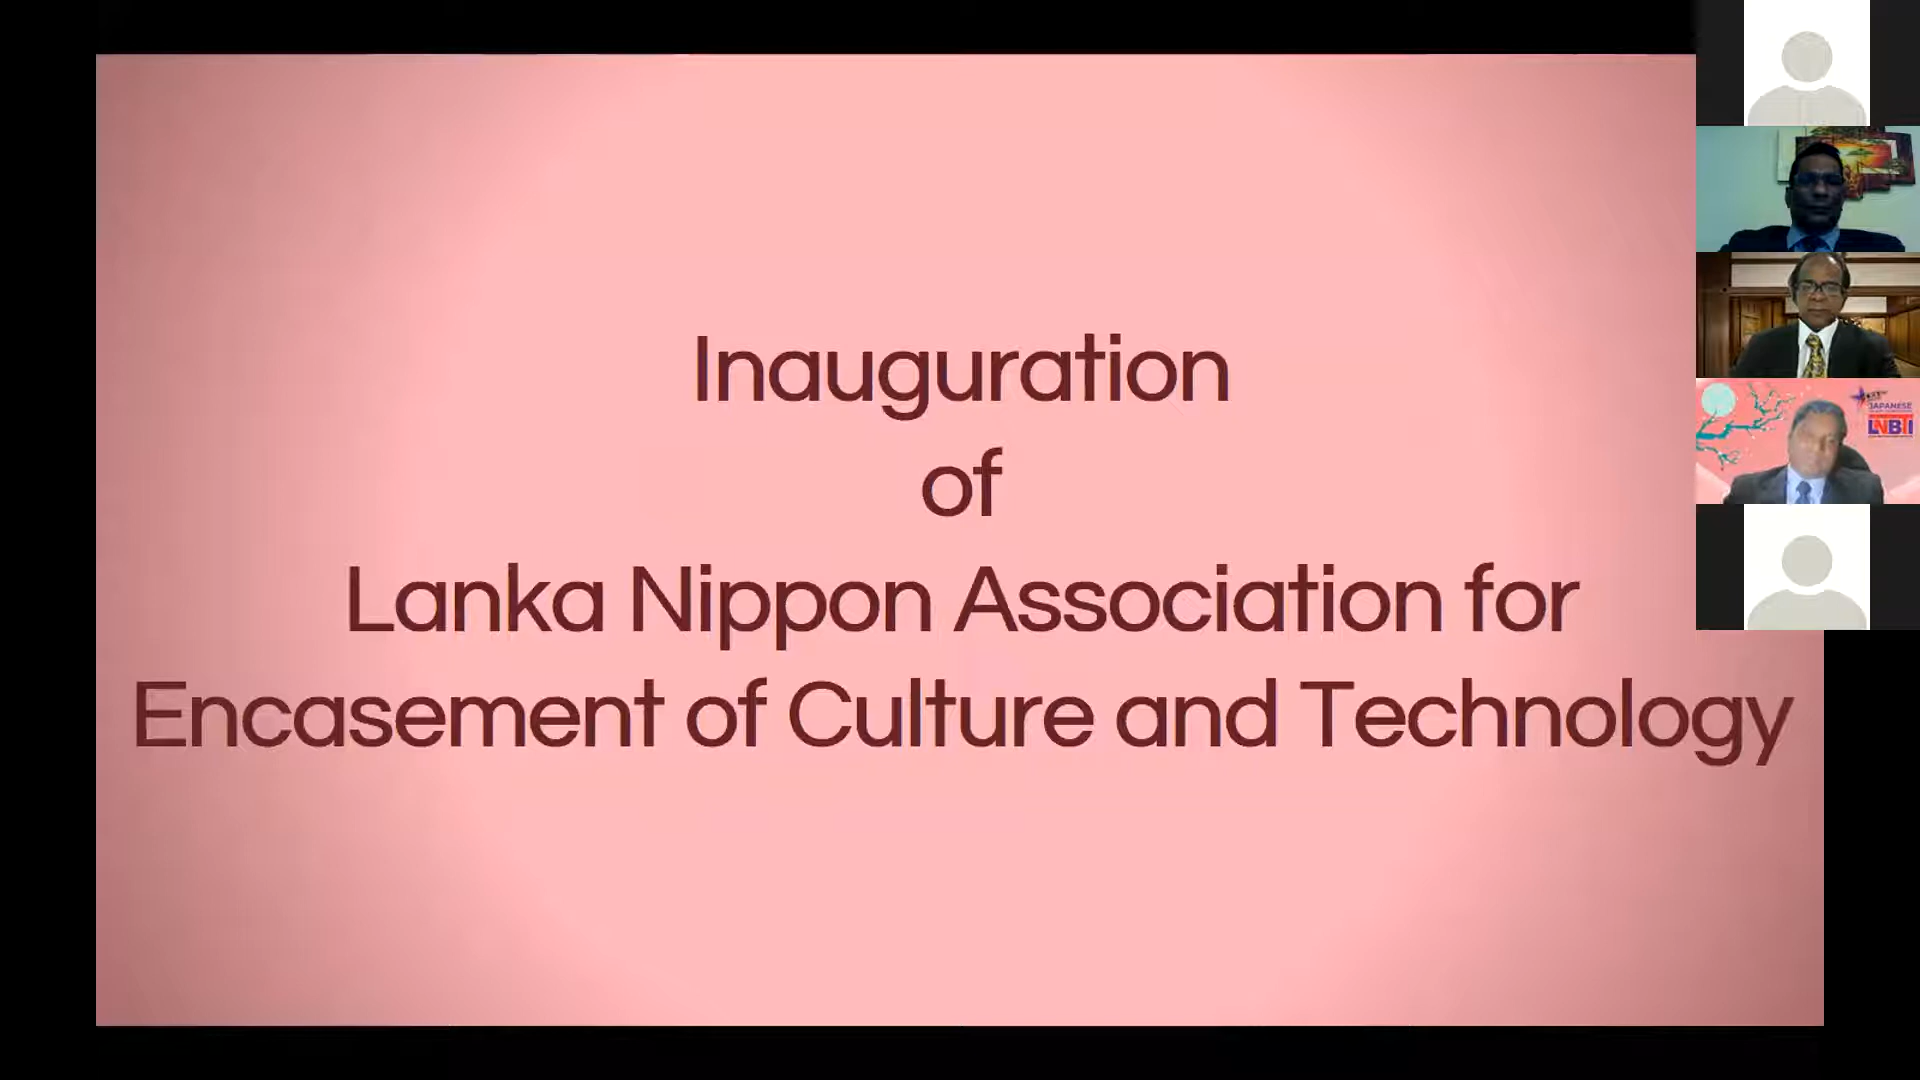 Inauguration
of
Lanka Nippon Association for
Encasement of Culture and Technology
JAPANESE
LNBTI